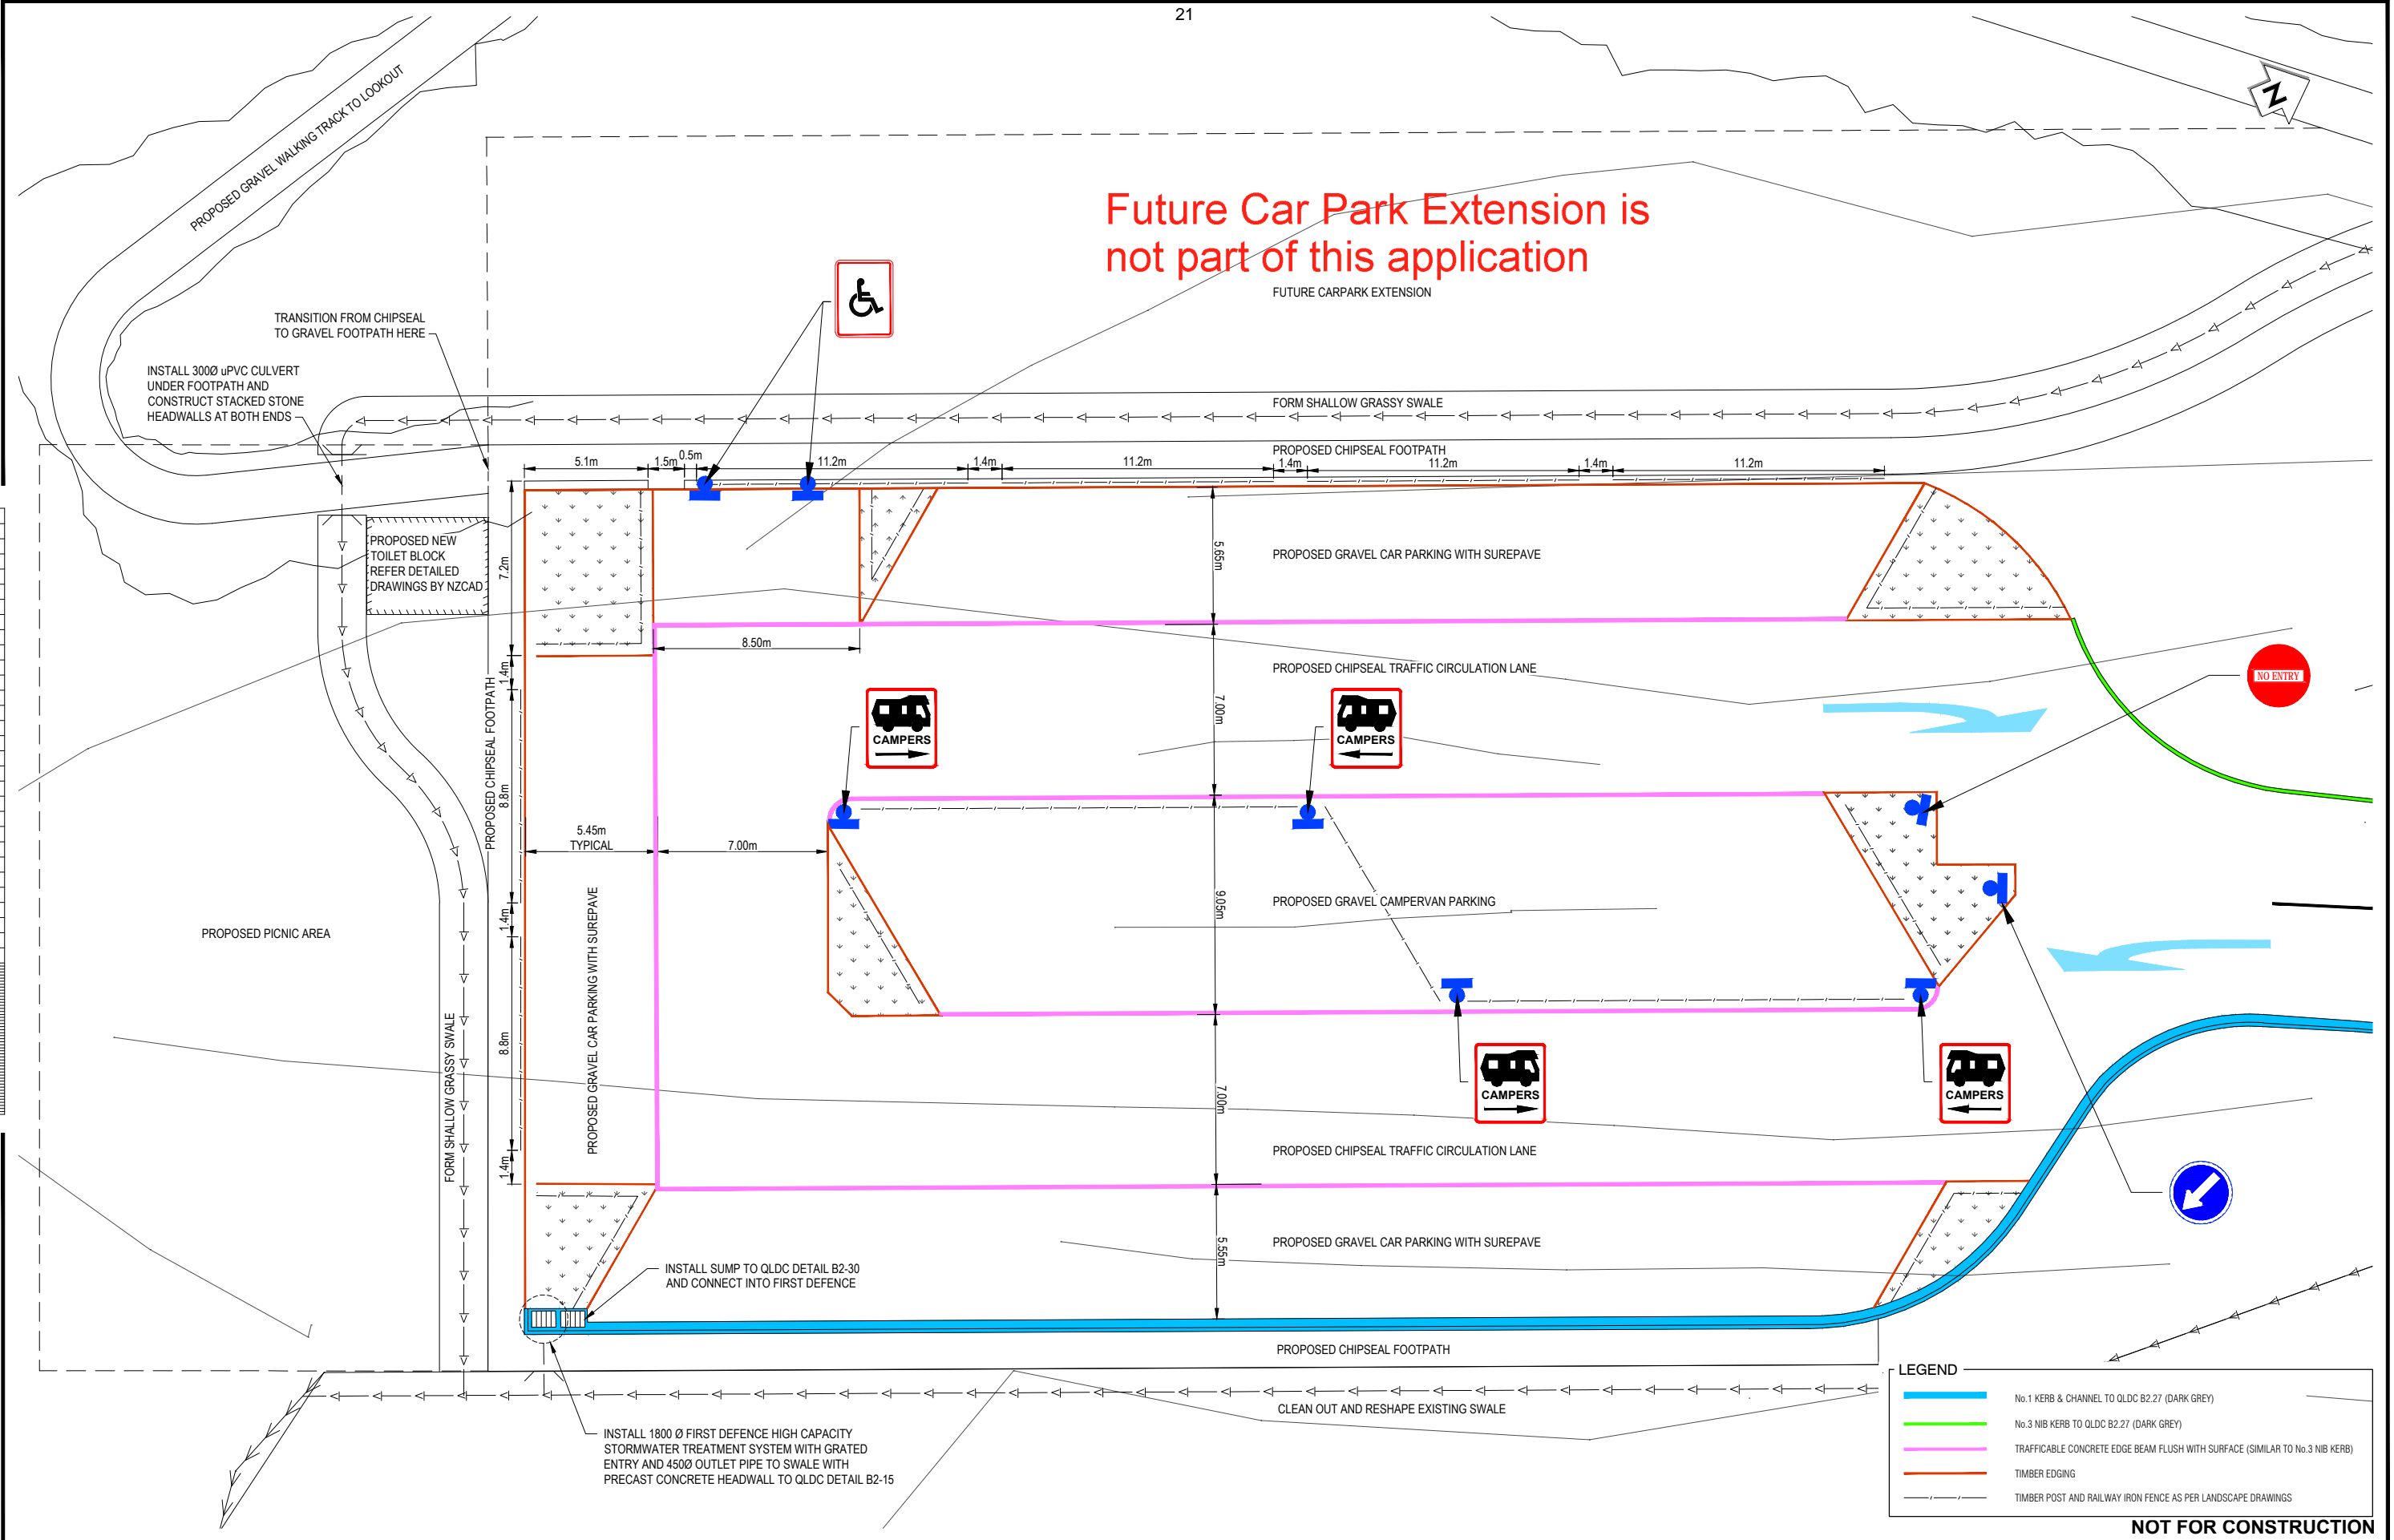 21
PROPOSED GRAVEL WALKING TRACK TO LOOKOUT
N
Future Car Park Extension is
not part of this application
FUTURE CARPARK EXTENSION
TRANSITION FROM CHIPSEAL
TO GRAVEL FOOTPATH HERE
INSTALL 300Ø uPVC CULVERT
UNDER FOOTPATH AND
CONSTRUCT STACKED STONE
HEADWALLS AT BOTH ENDS
FORM SHALLOW GRASSY SWALE
PROPOSED CHIPSEAL FOOTPATH
5.1m
1.5m
0.5m
11.2m
1.4m
11.2m
1.4m
11.2m
1.4m
11.2m
PROPOSED NEW
TOILET BLOCK
REFER DETAILED
DRAWINGS BY NZCAD
7.2m
5.65m
PROPOSED GRAVEL CAR PARKING WITH SUREPAVE
8.50m
1.4m
PROPOSED CHIPSEAL TRAFFIC CIRCULATION LANE
7.00m
NO ENTRY
CAMPERS
CAMPERS
PROPOSED CHIPSEAL FOOTPATH
8.8m
5.45m
TYPICAL
7.00m
9.05m
PROPOSED GRAVEL CAMPERVAN PARKING
1.4m
PROPOSED PICNIC AREA
PROPOSED GRAVEL CAR PARKING WITH SUREPAVE
FORM SHALLOW GRASSY SWALE
8.8m
7.00m
CAMPERS
CAMPERS
PROPOSED CHIPSEAL TRAFFIC CIRCULATION LANE
1.4m
5.55m
PROPOSED GRAVEL CAR PARKING WITH SUREPAVE
INSTALL SUMP TO QLDC DETAIL B2-30
AND CONNECT INTO FIRST DEFENCE
PROPOSED CHIPSEAL FOOTPATH
CLEAN OUT AND RESHAPE EXISTING SWALE
INSTALL 1800 Ø FIRST DEFENCE HIGH CAPACITY
STORMWATER TREATMENT SYSTEM WITH GRATED
ENTRY AND 450Ø OUTLET PIPE TO SWALE WITH
PRECAST CONCRETE HEADWALL TO QLDC DETAIL B2-15
LEGEND
No.1 KERB & CHANNEL TO QLDC B2.27 (DARK GREY)
No.3 NIB KERB TO QLDC B2.27 (DARK GREY)
TRAFFICABLE CONCRETE EDGE BEAM FLUSH WITH SURFACE (SIMILAR TO No.3 NIB KERB)
TIMBER EDGING
TIMBER POST AND RAILWAY IRON FENCE AS PER LANDSCAPE DRAWINGS
NOT FOR CONSTRUCTION